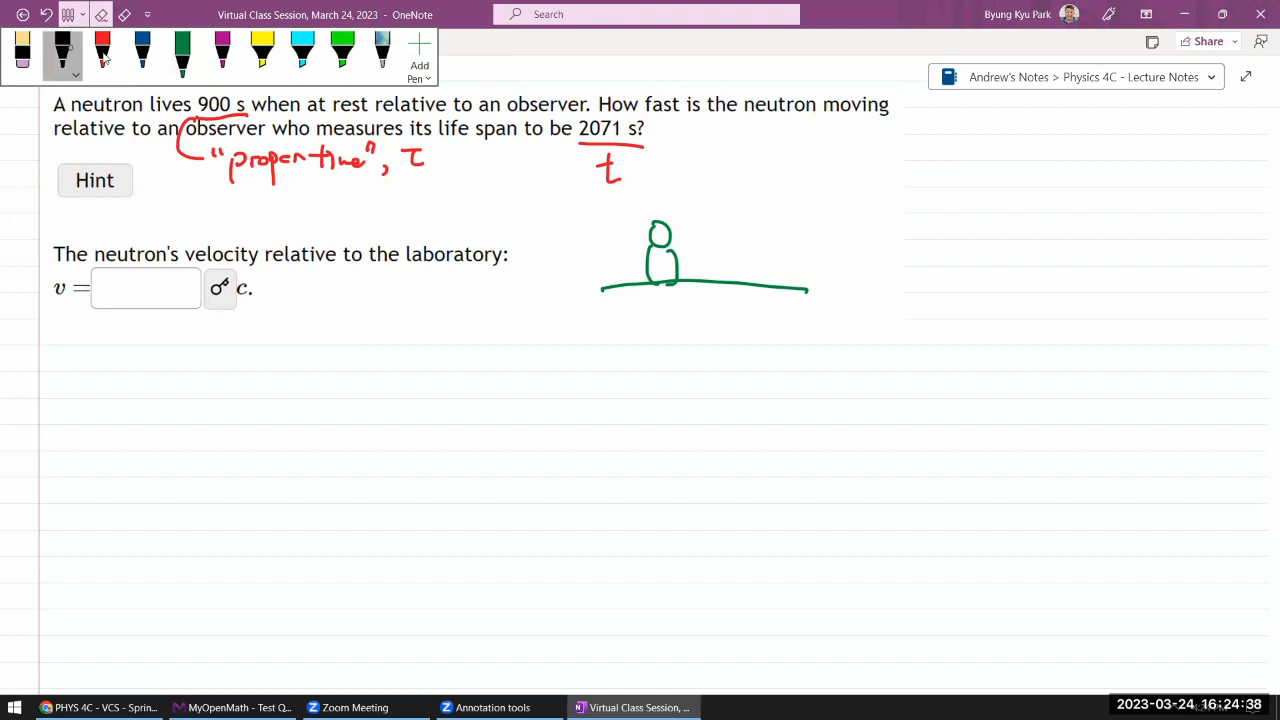 Virtual Class Session, March 24, 2023 - OneNote
Search
Byung Kyu Park
Add
Pen
Share
Andrew's Notes > Physics 4C - Lecture Notes
A neutron lives 900 s when at rest relative to an observer. How fast is the neutron moving
relative to an observer who measures its life span to be 2071 s?
"proper time", τ
t
Hint
The neutron's velocity relative to the laboratory:
v = c.
PHYS 4C - VCS - Sprin...
MyOpenMath - Test Q...
Zoom Meeting
Annotation tools
Virtual Class Session, ...
2023-03-24 16:24:38